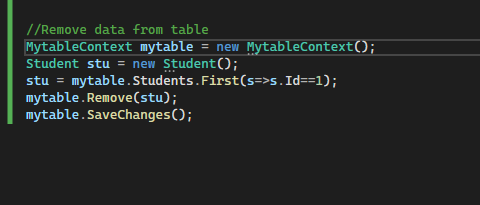 //Remove data from table
MytableContext mytable = new MytableContext();
Student stu = new Student();
stu = mytable.Students.First(s=>s.Id==1);
mytable.Remove(stu);
mytable.SaveChanges();